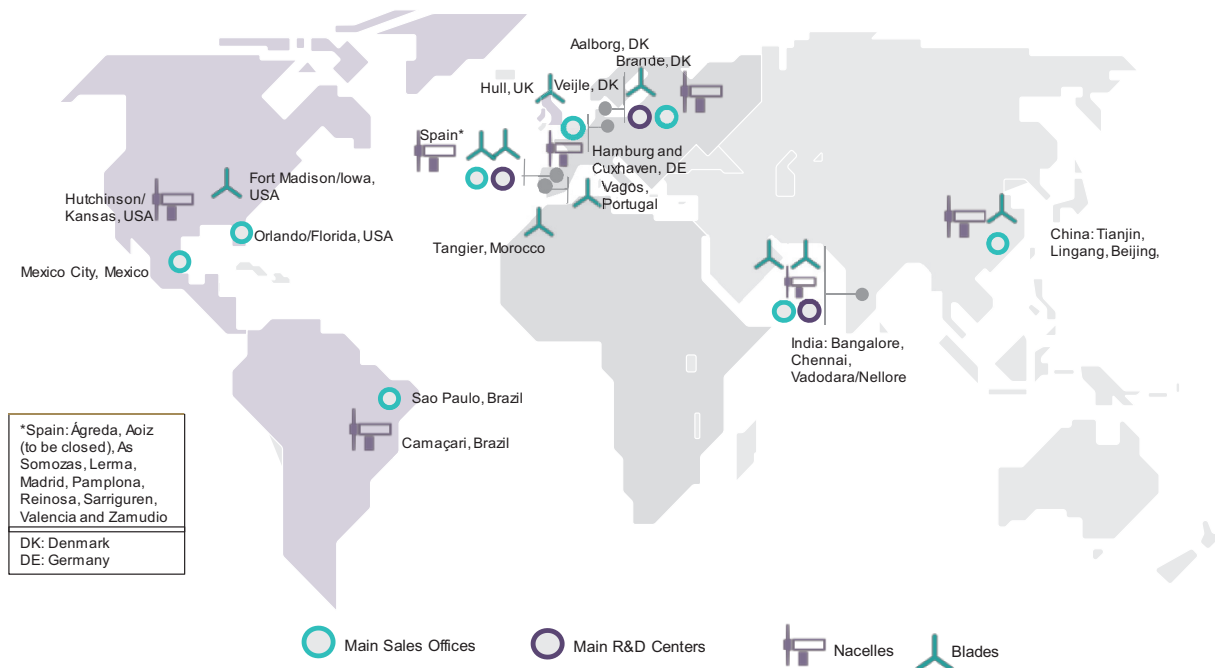 Aalborg, DK
Brande, DK
Hull, UK
Veijle, DK
Spain*
Hamburg and
Cuxhaven, DE
Vagos,
Portugal
Fort Madison/Iowa,
USA
Hutchinson/
Kansas, USA
Orlando/Florida, USA
Mexico City, Mexico
Tangier, Morocco
China: Tianjin,
Lingang, Beijing,
India: Bangalore,
Chennai,
Vadodara/Nellore
Sao Paulo, Brazil
Camaçari, Brazil
*Spain: Ágreda, Aoiz
(to be closed), As
Somozas, Lerma,
Madrid, Pamplona,
Reinosa, Sarriguren,
Valencia and Zamudio
DK: Denmark
DE: Germany
Main Sales Offices
Main R&D Centers
Nacelles
Blades